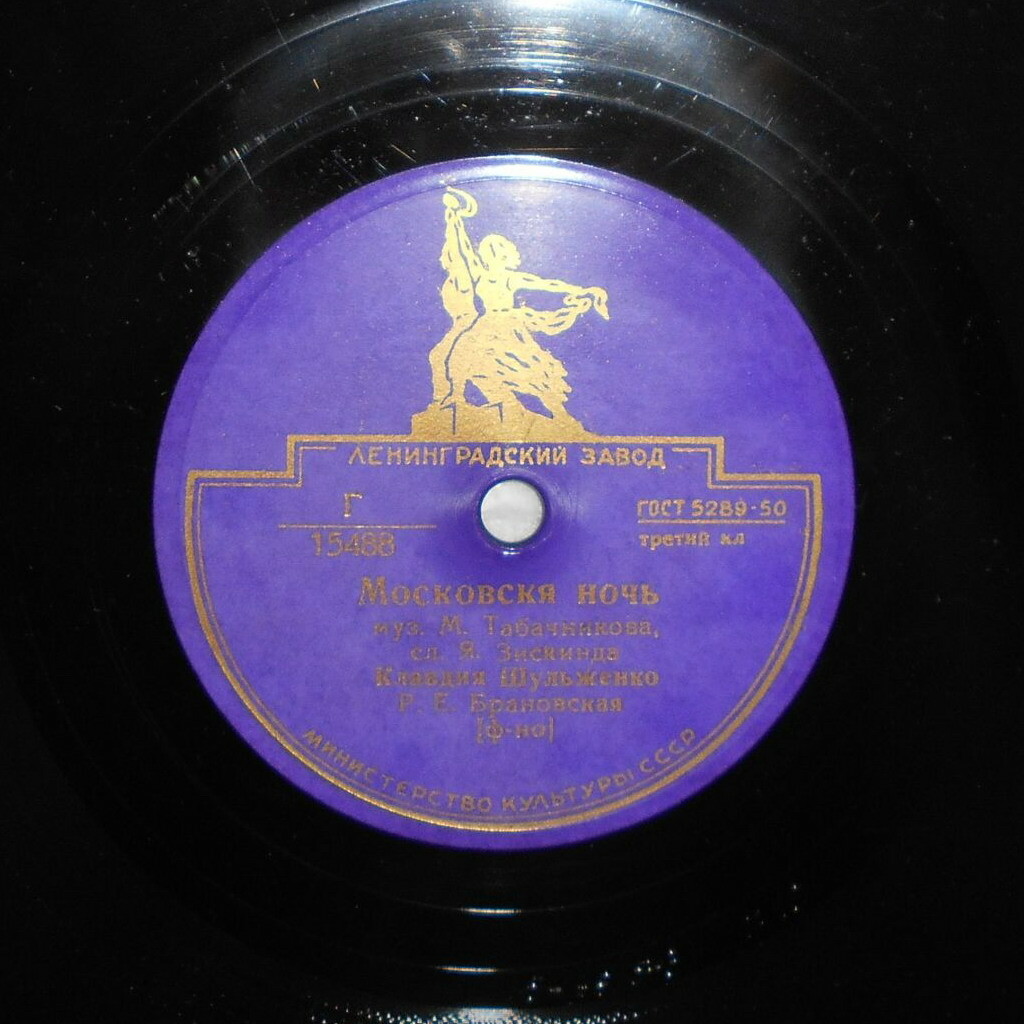 ЛЕНИНГРАДСКИЙ ЗАВОД
Г
15488
ГОСТ 5289-50
третий кл
Московскя ночь
муз. М. Табачникова,
сл. Я. Зискинда
Клавдия Шульженко
Р. Е. Брановская
[ф-но]
МИНИСТЕРСТВО КУЛЬТУРЫ СССР